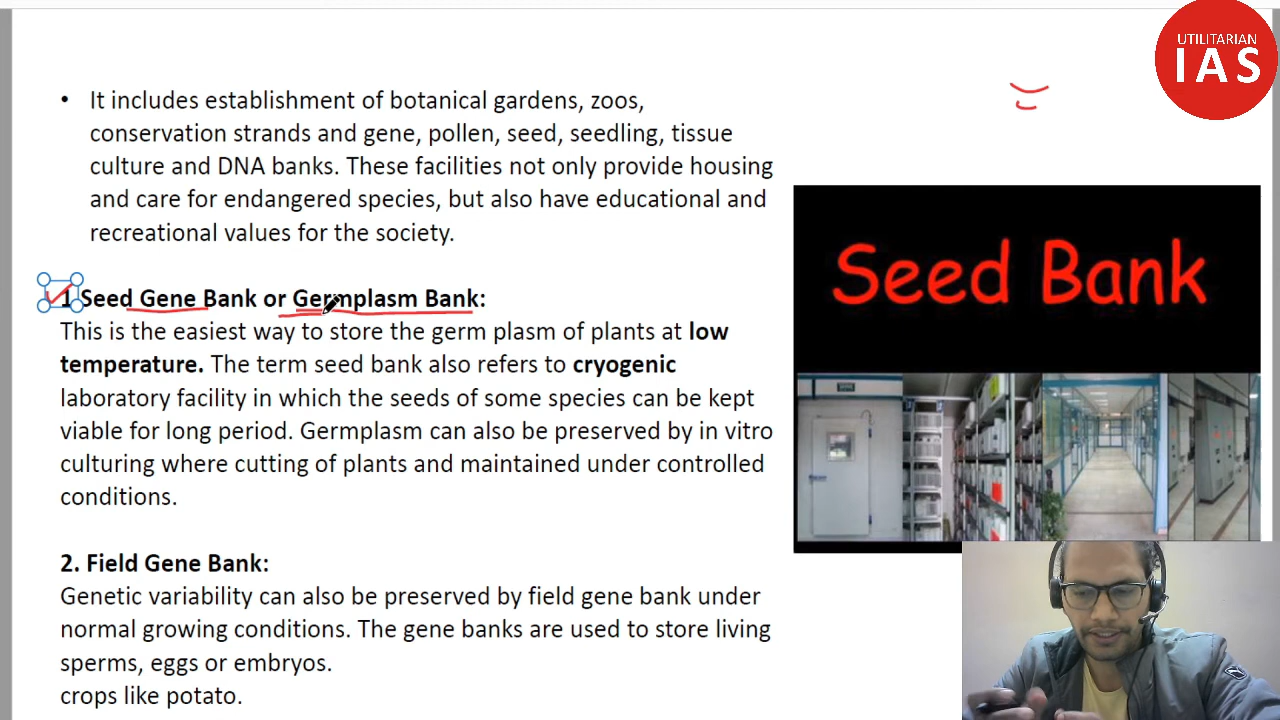 UTILITARIAN
IAS
• It includes establishment of botanical gardens, zoos,
conservation strands and gene, pollen, seed, seedling, tissue
culture and DNA banks. These facilities not only provide housing
and care for endangered species, but also have educational and
recreational values for the society.
1 Seed Gene Bank or Germplasm Bank:
This is the easiest way to store the germ plasm of plants at low
temperature. The term seed bank also refers to cryogenic
laboratory facility in which the seeds of some species can be kept
viable for long period. Germplasm can also be preserved by in vitro
culturing where cutting of plants and maintained under controlled
conditions.
2. Field Gene Bank:
Genetic variability can also be preserved by field gene bank under
normal growing conditions. The gene banks are used to store living
sperms, eggs or embryos.
crops like potato.
Seed Bank